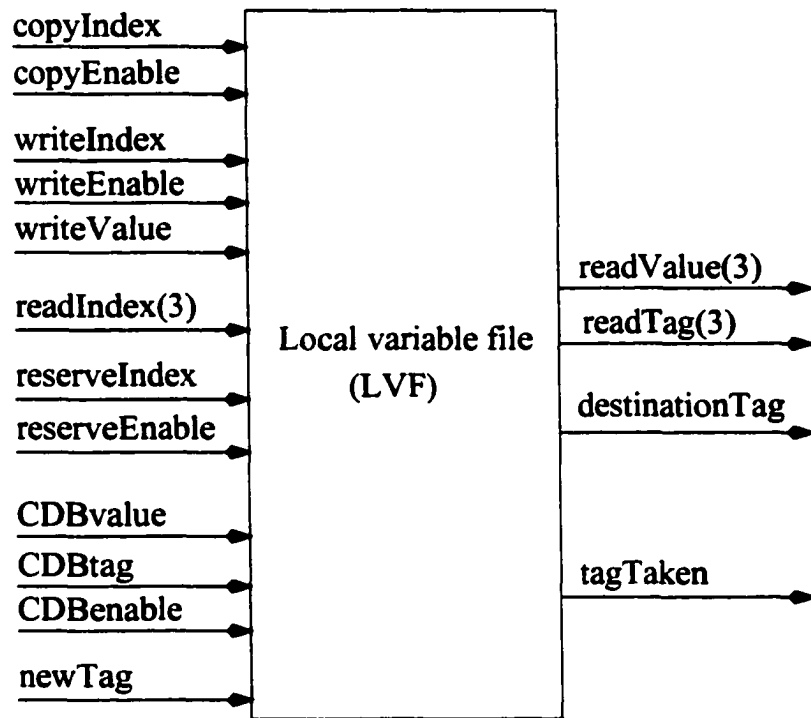 copyIndex
copyEnable
writeIndex
writeEnable
writeValue
readIndex(3)
reserveIndex
reserveEnable
CDBvalue
CDBtag
CDBenable
newTag
Local variable file
(LVF)
readValue(3)
readTag(3)
destinationTag
tagTaken